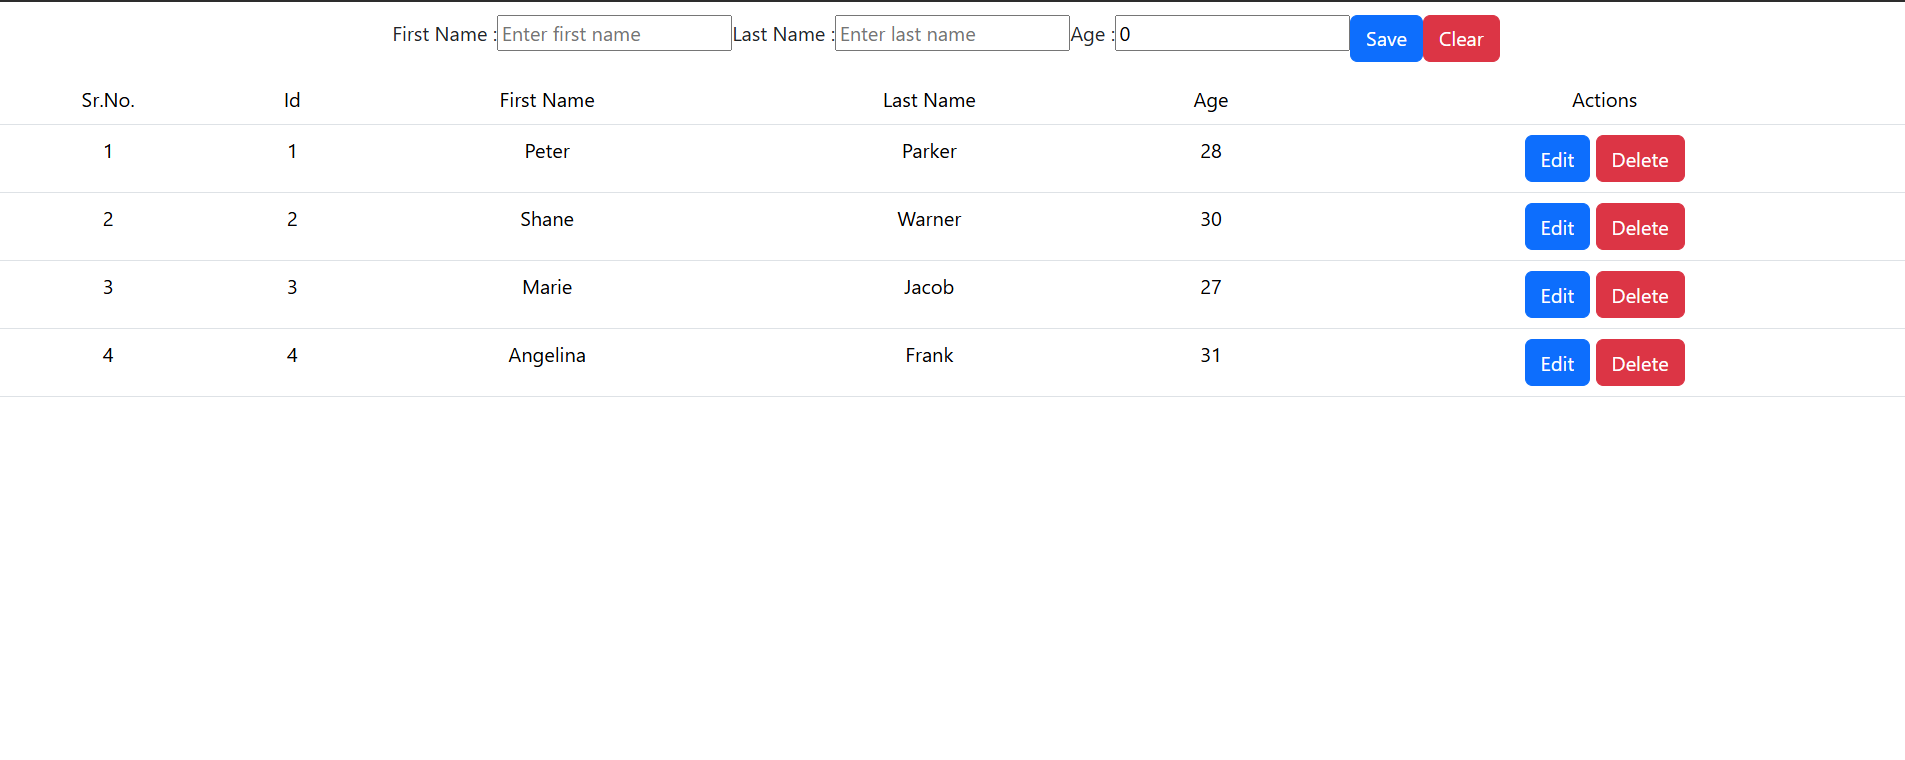 First Name : Enter first name Last Name : Enter last name Age : 0 Save Clear
Sr.No. Id First Name Last Name Age Actions
1 1 Peter Parker 28 Edit Delete
2 2 Shane Warner 30 Edit Delete
3 3 Marie Jacob 27 Edit Delete
4 4 Angelina Frank 31 Edit Delete